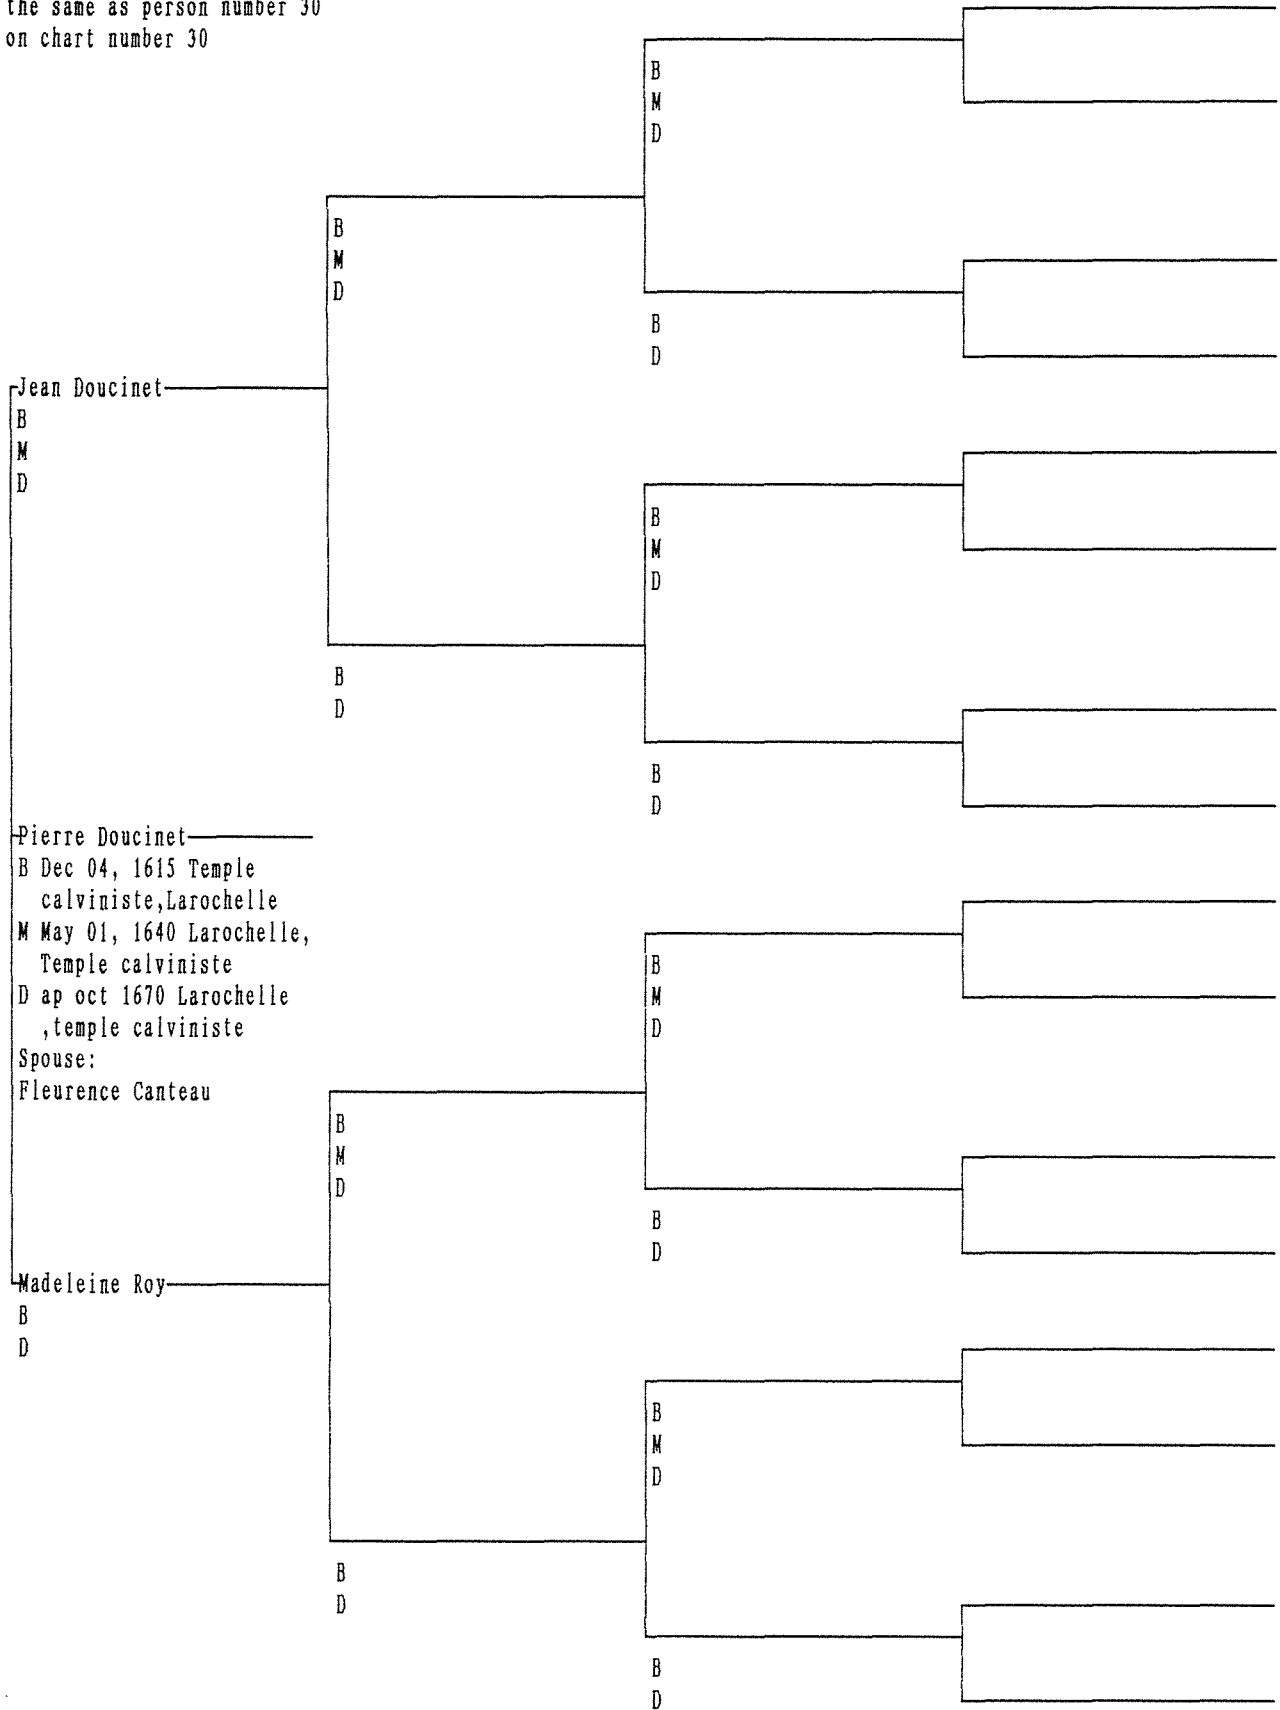 the same as person number 30
on chart number 30
B
M
D
B
M
D
B
D
Jean Doucinet
B
M
D
B
M
D
B
D
B
D
Pierre Doucinet
B Dec 04, 1615 Temple
calviniste,Larochelle
M May 01, 1640 Larochelle,
Temple calviniste
D ap oct 1670 Larochelle
,temple calviniste
Spouse:
Fleurence Canteau
B
M
D
B
M
D
B
D
Madeleine Roy
B
D
B
M
D
B
D
B
D